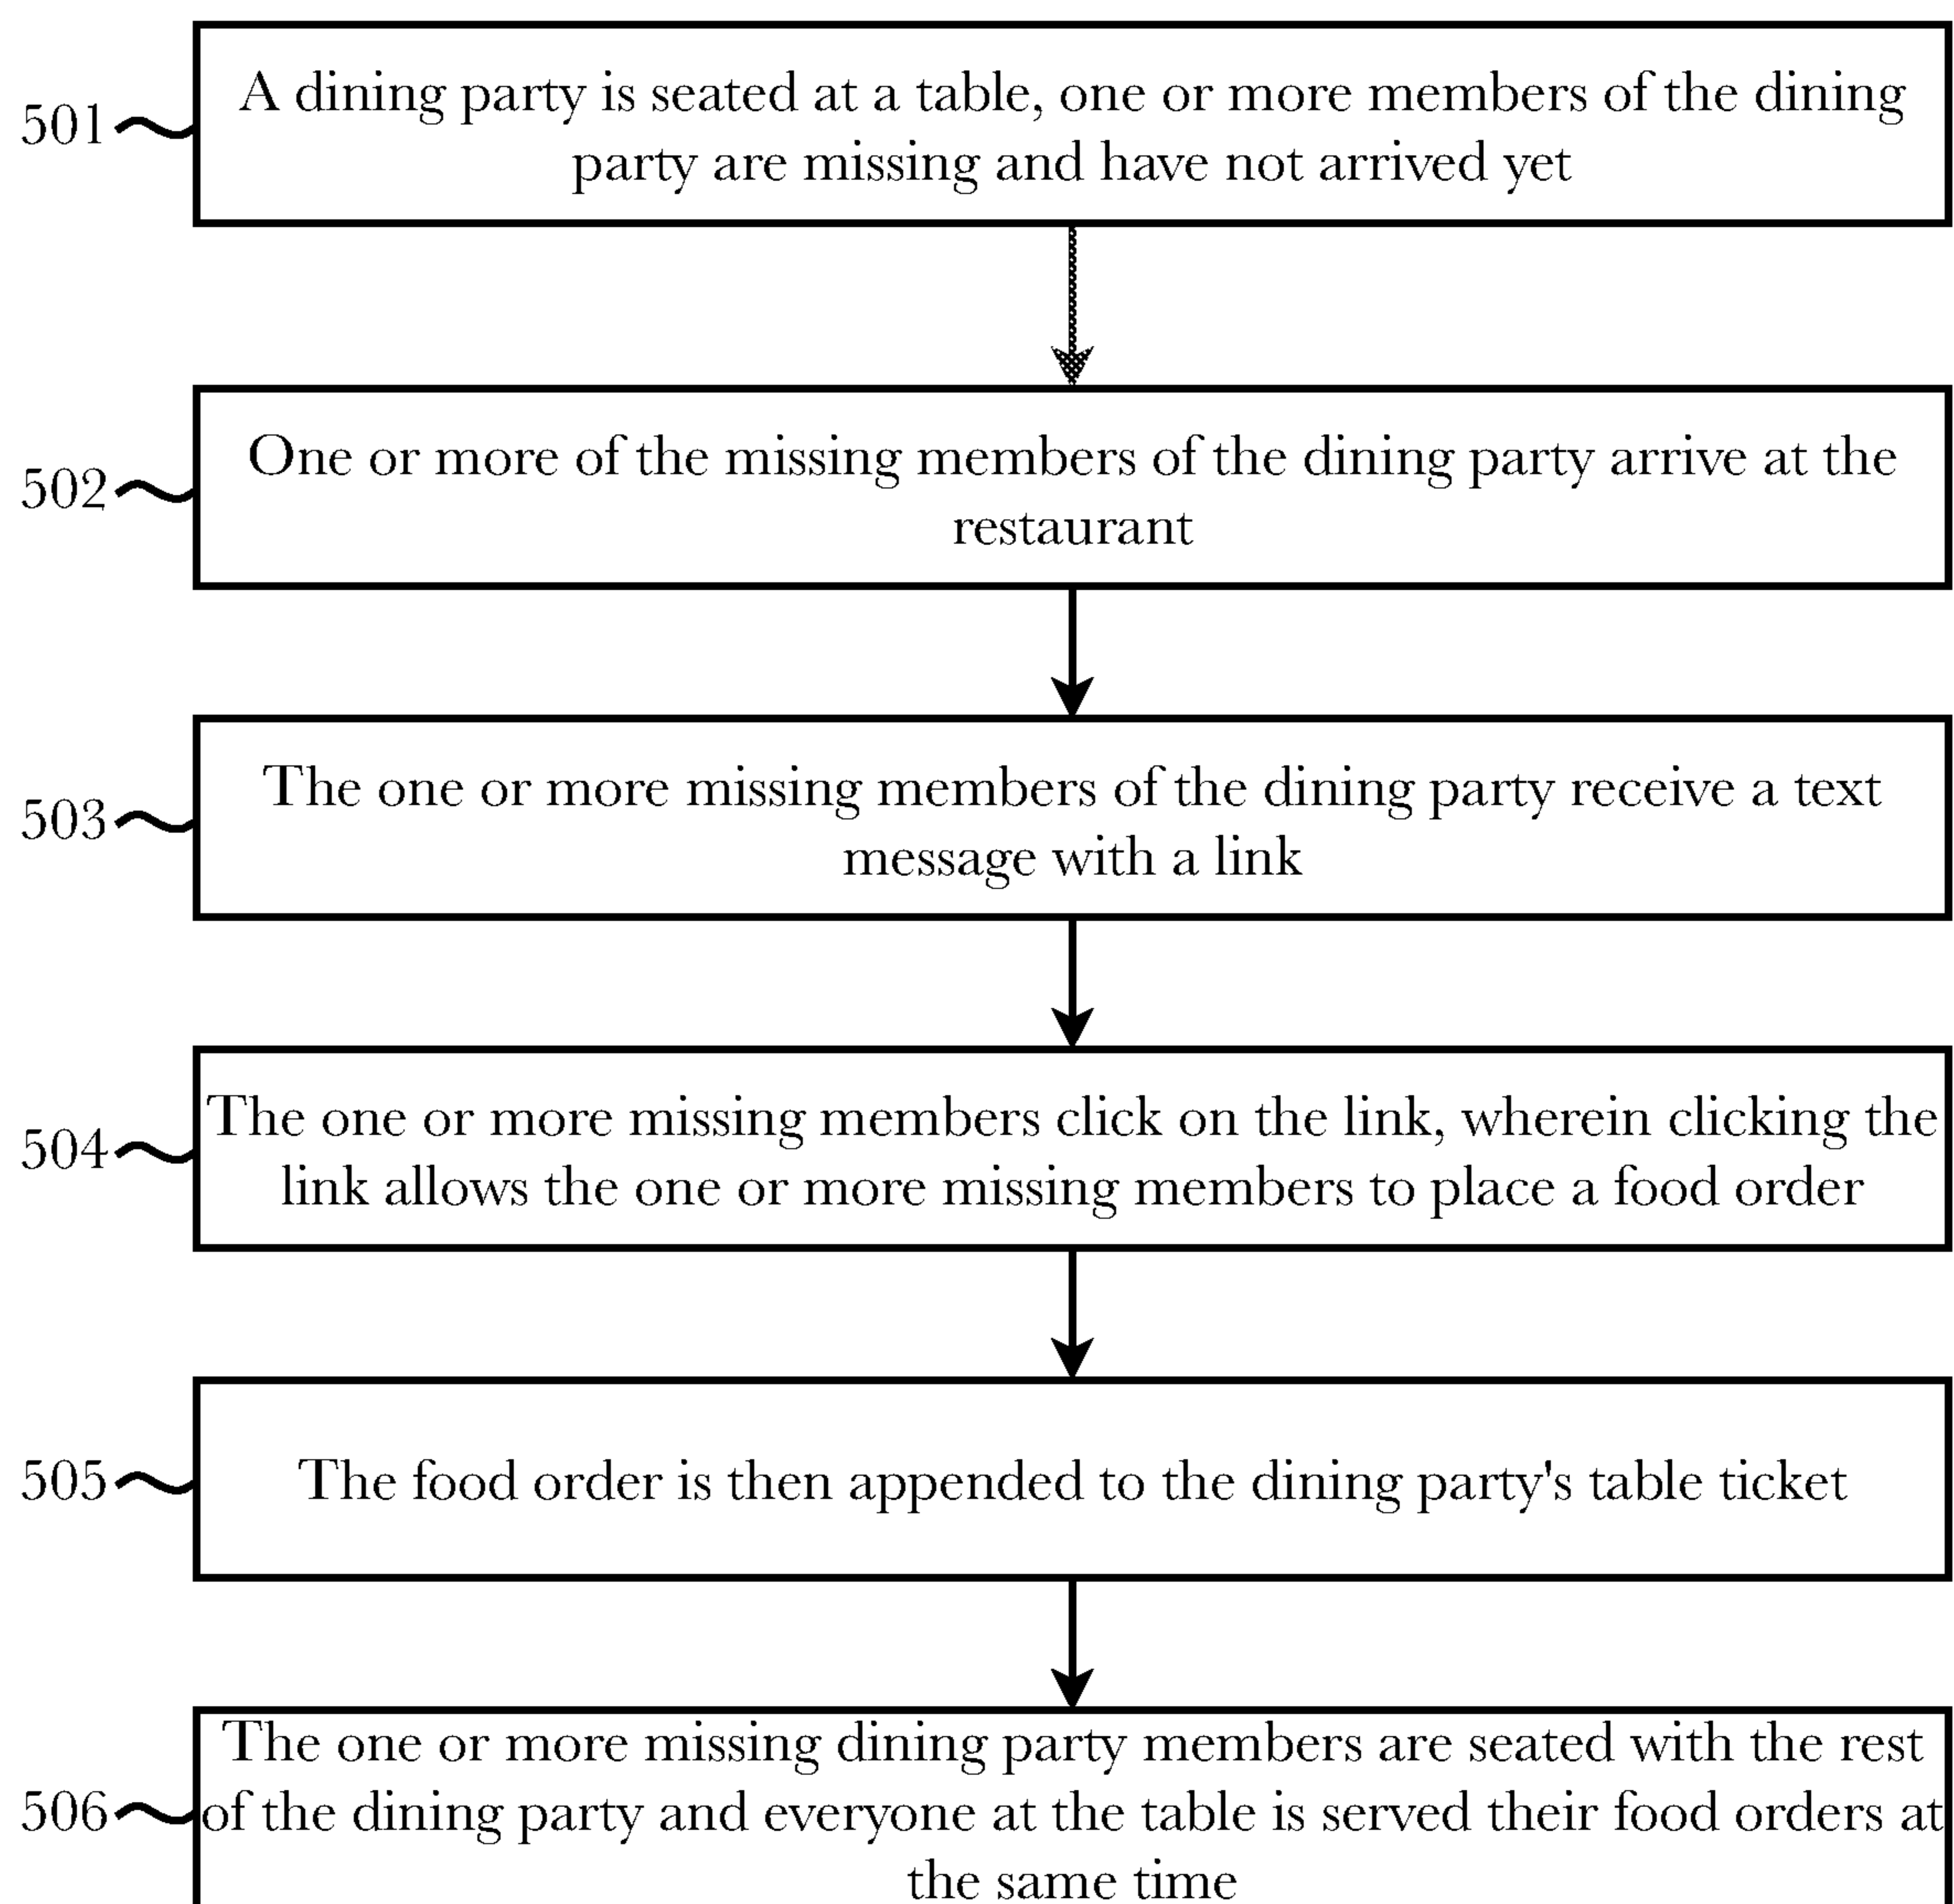 501
A dining party is seated at a table, one or more members of the dining
party are missing and have not arrived yet
502
One or more of the missing members of the dining party arrive at the
restaurant
503
The one or more missing members of the dining party receive a text
message with a link
504
The one or more missing members click on the link, wherein clicking the
link allows the one or more missing members to place a food order
505
The food order is then appended to the dining party's table ticket
506
The one or more missing dining party members are seated with the rest
of the dining party and everyone at the table is served their food orders at
the same time